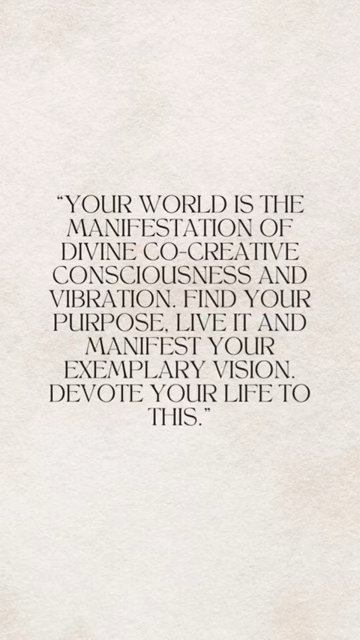 “YOUR WORLD IS THE
MANIFESTATION OF
DIVINE CO-CREATIVE
CONSCIOUSNESS AND
VIBRATION. FIND YOUR
PURPOSE, LIVE IT AND
MANIFEST YOUR
EXEMPLARY VISION.
DEVOTE YOUR LIFE TO
THIS.”